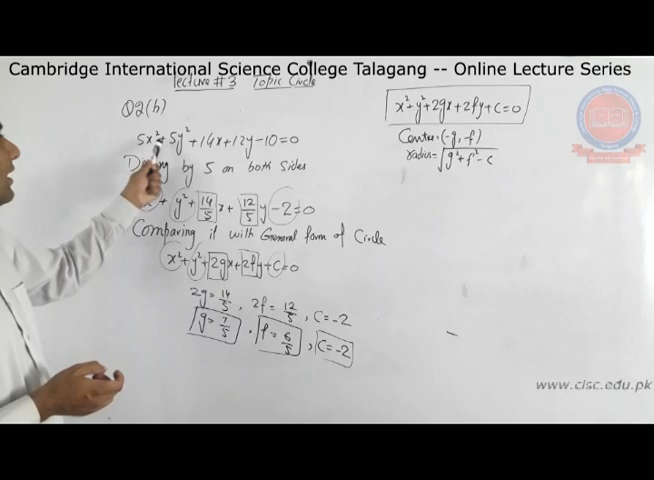 Cambridge International Science College Talagang -- Online Lecture Series
Lecture #3 Topic Circle
Q2(h)
x²+y²+2gx+2fy+c=0
Centre (-g, -f)
radius=√g²+f²-c
5x²+5y²+14x+12y-10=0
by 5 on both sides
+ y² + 14/5 x + 12/5 y - 2 = 0
Comparing it with General form of Circle
x²+y²+2gx+2fy+c=0
2g=14/5, 2f=12/5, c=-2
g=7/5, f=6/5, c=-2
www.cisc.edu.pk